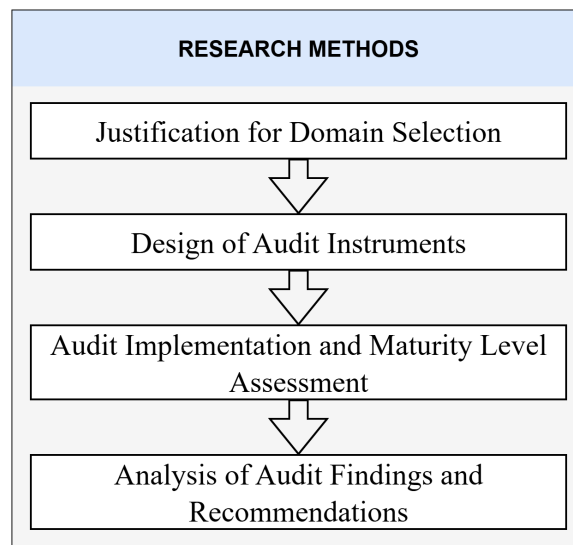 RESEARCH METHODS
Justification for Domain Selection
Design of Audit Instruments
Audit Implementation and Maturity Level
Assessment
Analysis of Audit Findings and
Recommendations